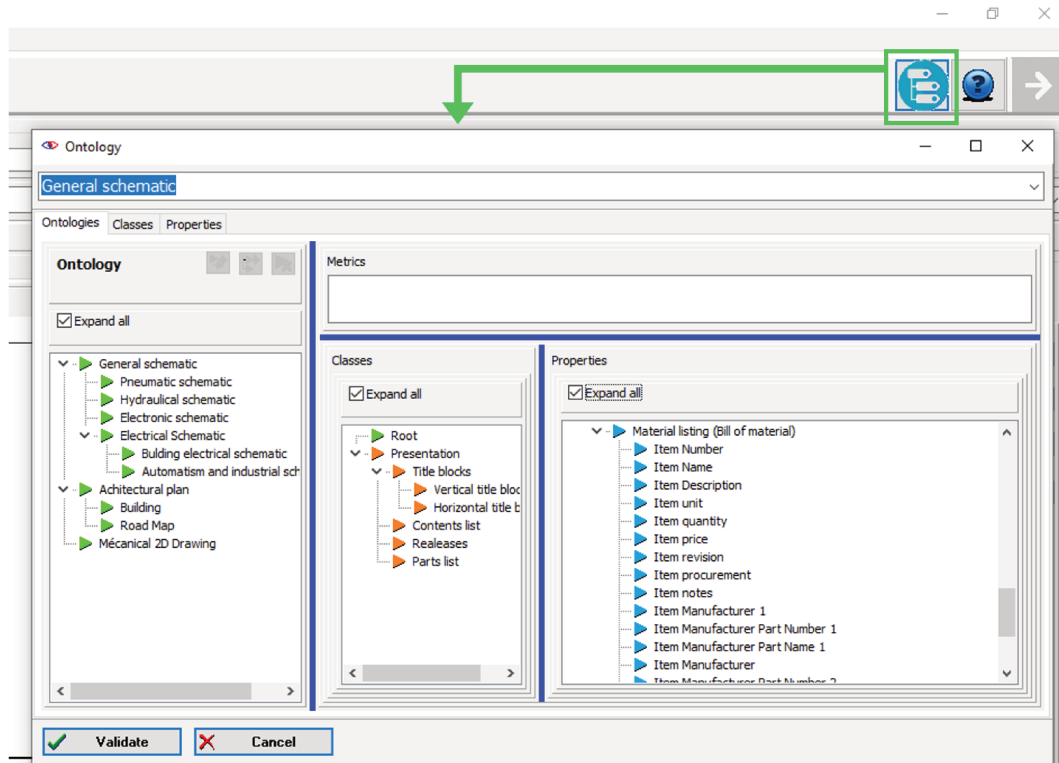 Ontology
General schematic
Ontologies Classes Properties
Ontology
Expand all
General schematic
Pneumatic schematic
Hydraulical schematic
Electronic schematic
Electrical Schematic
Bulding electrical schematic
Automatism and industrial sch
Achitectural plan
Building
Road Map
Mécanical 2D Drawing
Metrics
Classes
Expand all
Root
Presentation
Title blocks
Vertical title bloc
Horizontal title b
Contents list
Realeases
Parts list
Properties
Expand all
Material listing (Bill of material)
Item Number
Item Name
Item Description
Item unit
Item quantity
Item price
Item revision
Item procurement
Item notes
Item Manufacturer 1
Item Manufacturer Part Number 1
Item Manufacturer Part Name 1
Item Manufacturer
Item Manufacturer Part Number 2
Validate Cancel